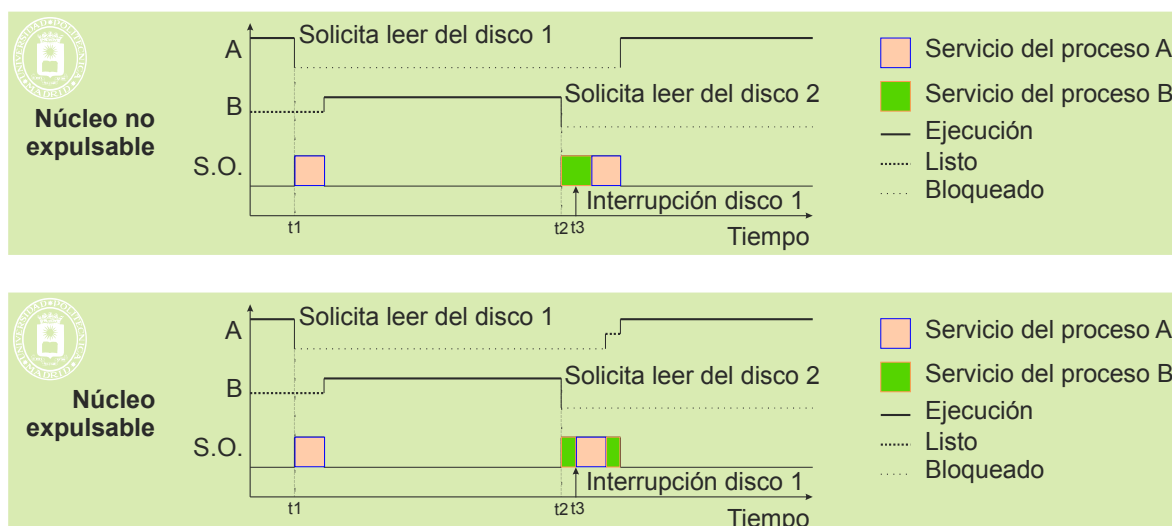 A
Solicita leer del disco 1
B
Solicita leer del disco 2
Núcleo no
expulsable
S.O.
Interrupción disco 1
t1
t2
t3
Tiempo
Servicio del proceso A
Servicio del proceso B
Ejecución
Listo
Bloqueado
A
Solicita leer del disco 1
B
Solicita leer del disco 2
Núcleo
expulsable
S.O.
Interrupción disco 1
t1
t2
t3
Tiempo
Servicio del proceso A
Servicio del proceso B
Ejecución
Listo
Bloqueado